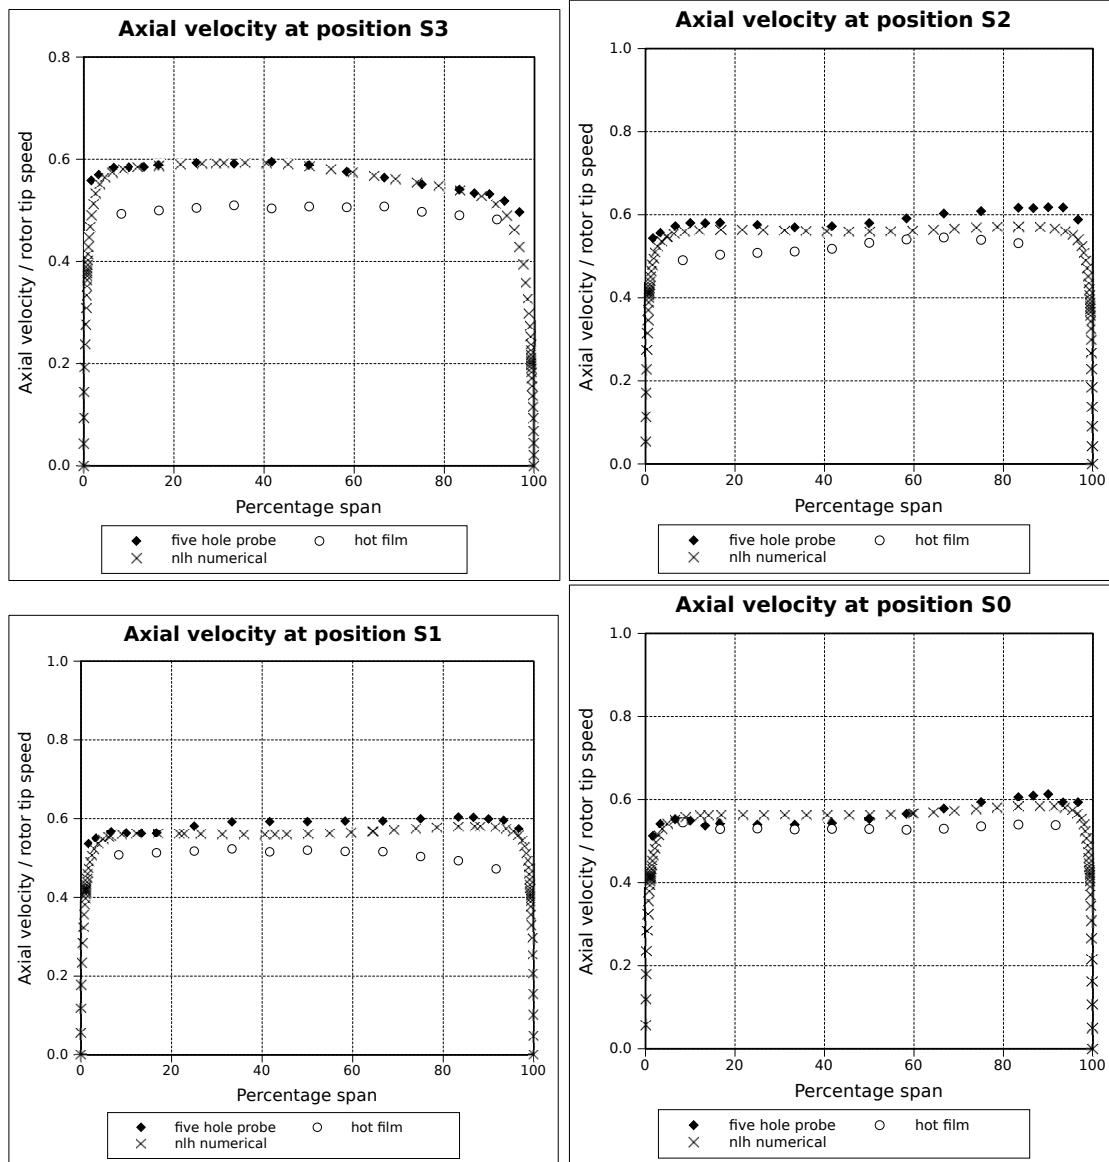 Axial velocity at position S3
Axial velocity / rotor tip speed
0.8
0.6
0.4
0.2
0.0
0 20 40 60 80 100
Percentage span
five hole probe hot film
nlh numerical
Axial velocity at position S2
Axial velocity / rotor tip speed
1.0
0.8
0.6
0.4
0.2
0.0
0 20 40 60 80 100
Percentage span
five hole probe hot film
nlh numerical
Axial velocity at position S1
Axial velocity / rotor tip speed
1.0
0.8
0.6
0.4
0.2
0.0
0 20 40 60 80 100
Percentage span
five hole probe hot film
nlh numerical
Axial velocity at position S0
Axial velocity / rotor tip speed
1.0
0.8
0.6
0.4
0.2
0.0
0 20 40 60 80 100
Percentage span
five hole probe hot film
nlh numerical